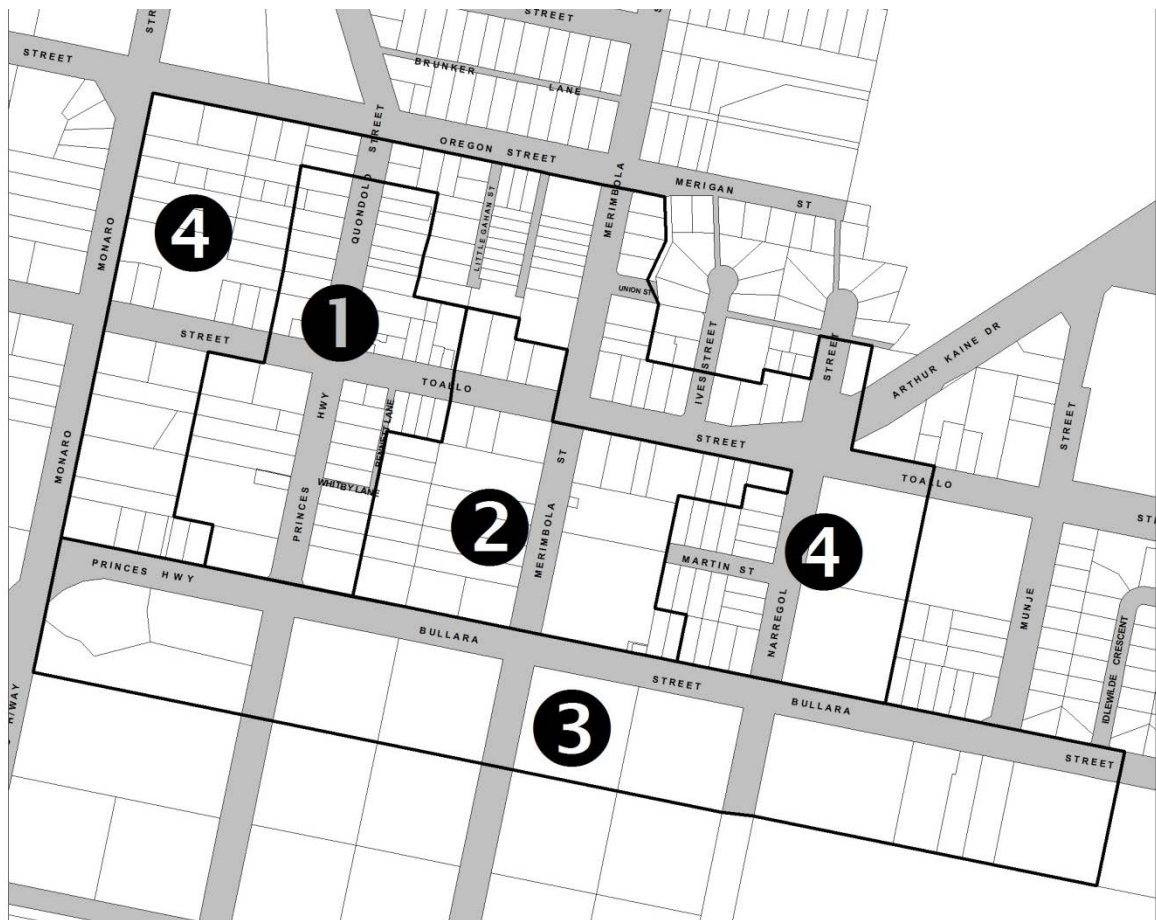 STREET
STREET
BRUNKER
LANE
OREGON STREET
QUONDOLO STREET
LITTLE GAHAN ST
MERIMBOLA
MERIGAN
ST
MONARO
4
1
UNION ST
IVES STREET
STREET
ARTHUR KAINE DR
STREET
STREET
TOALLO
STREET
TOALLO
MONARO
PRINCES HWY
BENNETT LANE
WHITBY LANE
2
MERIMBOLA ST
MARTIN ST
NARREGOL
4
MUNJE
IDLEWILDE CRESCENT
PRINCES HWY
BULLARA
STREET
BULLARA
STREET
3